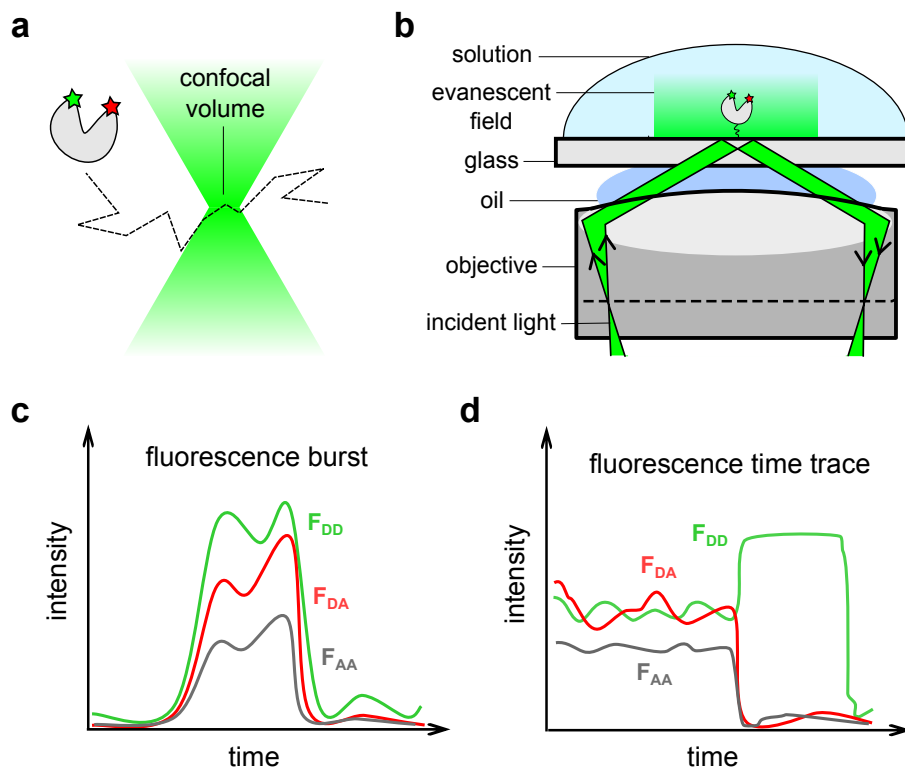 a
confocal
volume
b
solution
evanescent
field
glass
oil
objective
incident light
c
fluorescence burst
intensity
F_DD
F_DA
F_AA
time
d
fluorescence time trace
intensity
F_DD
F_DA
F_AA
time